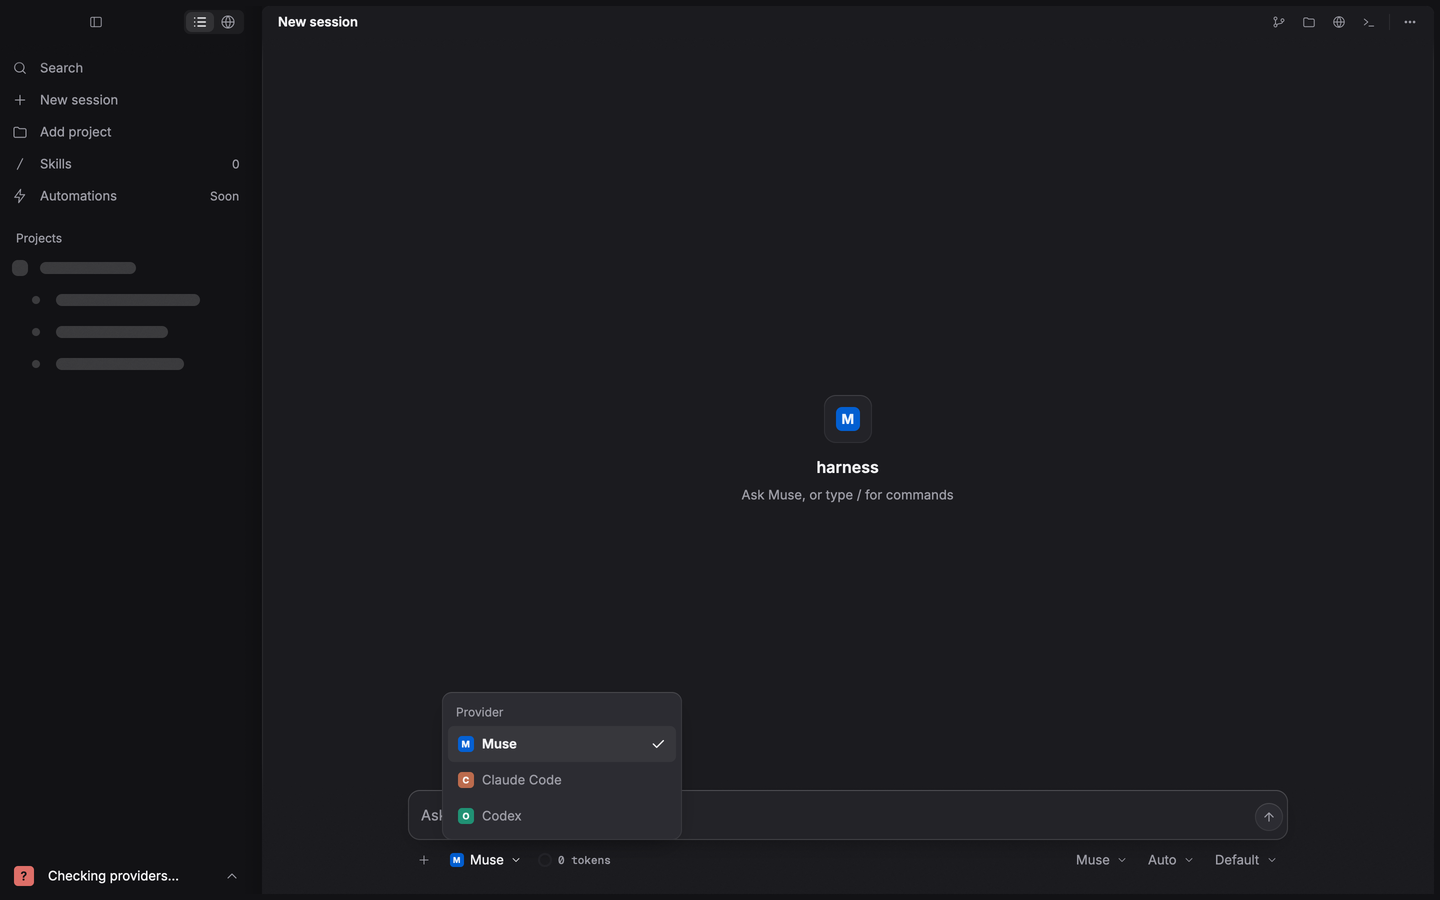 New session
Search
New session
Add project
Skills 0
Automations Soon
Projects
M
harness
Ask Muse, or type / for commands
Provider
M Muse
C Claude Code
O Codex
M Muse 0 tokens Muse Auto Default
? Checking providers...